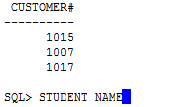 CUSTOMER#
----------
1015
1007
1017
SQL> STUDENT NAME